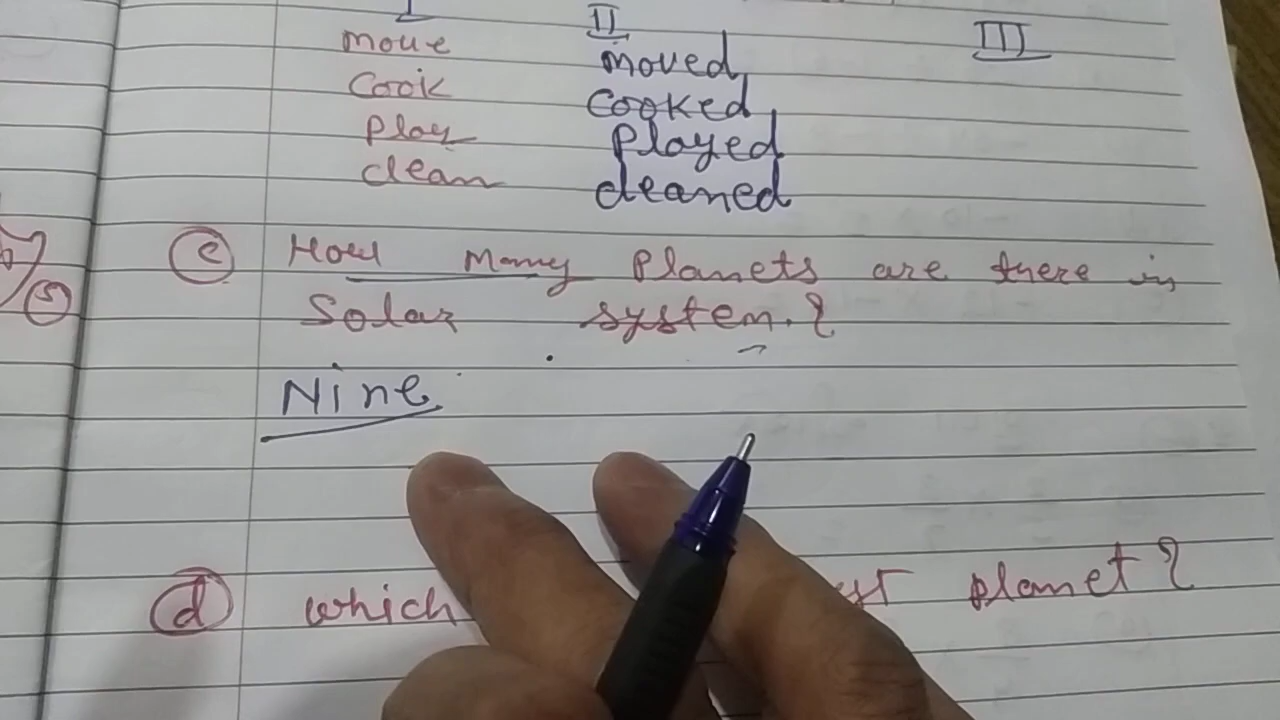 I II III
move moved
Cook Cooked
Play Played
clean cleaned
(c) How Many Planets are there in
Solar system.?
Nine
(d) which planet?